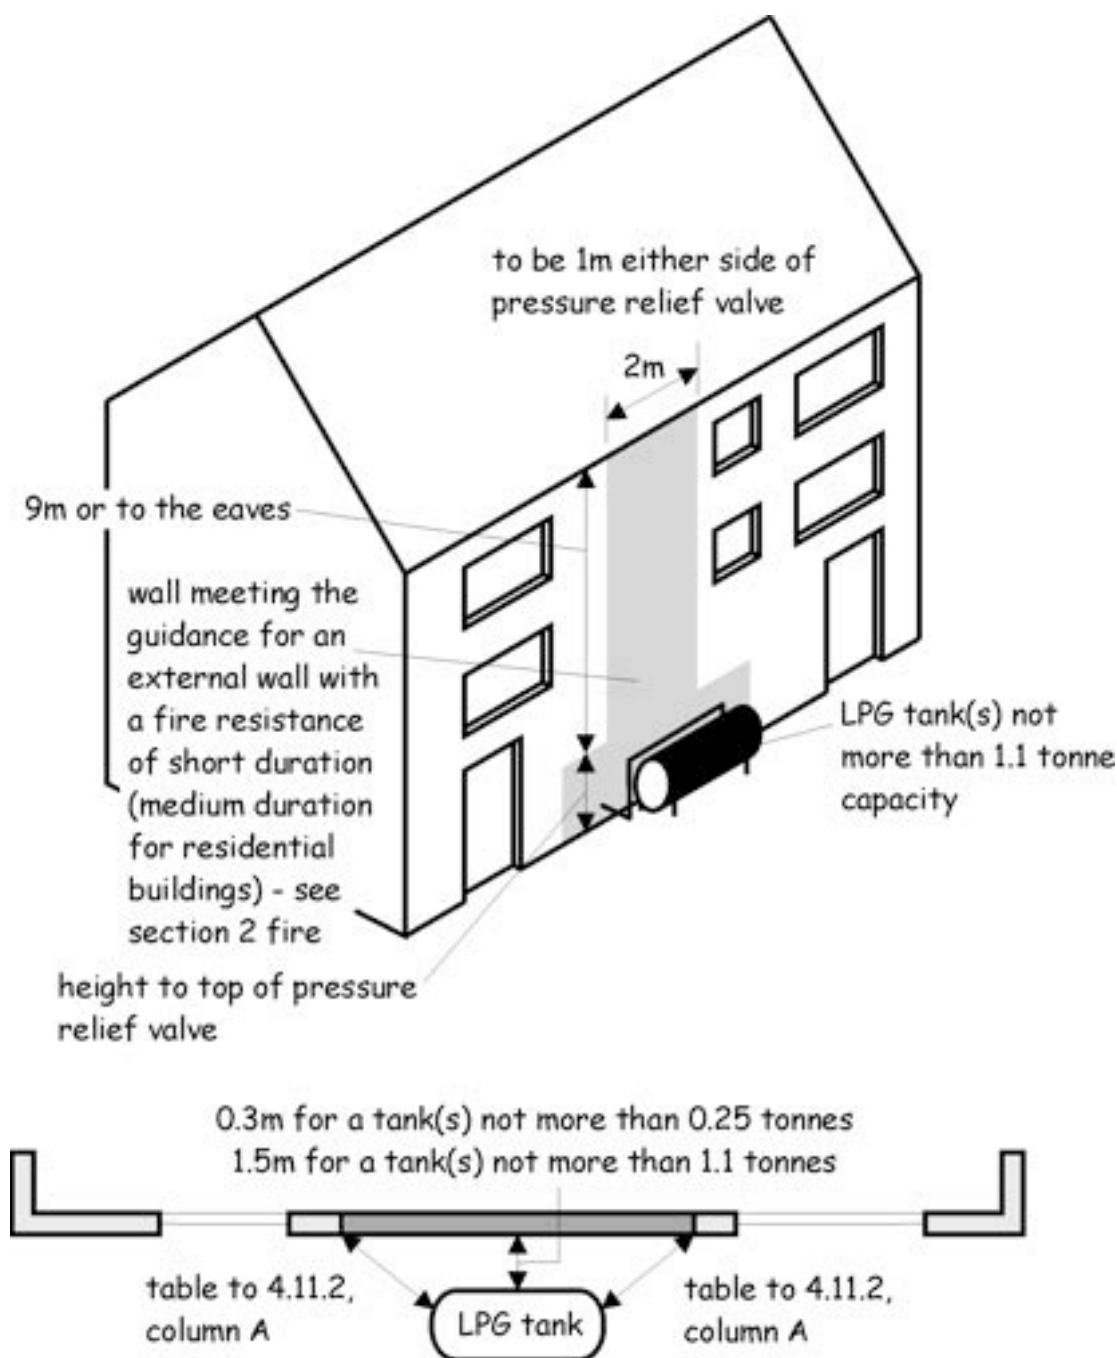 to be 1m either side of
pressure relief valve
2m
9m or to the eaves
wall meeting the
guidance for an
external wall with
a fire resistance
of short duration
(medium duration
for residential
buildings) - see
section 2 fire
LPG tank(s) not
more than 1.1 tonne
capacity
height to top of pressure
relief valve
0.3m for a tank(s) not more than 0.25 tonnes
1.5m for a tank(s) not more than 1.1 tonnes
table to 4.11.2,
column A
LPG tank
table to 4.11.2,
column A